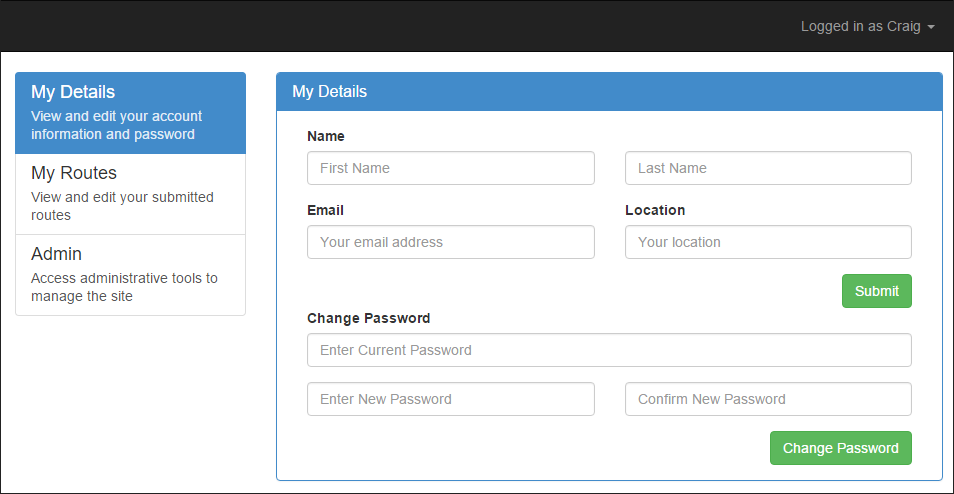 Logged in as Craig
My Details
View and edit your account
information and password
My Routes
View and edit your submitted
routes
Admin
Access administrative tools to
manage the site
My Details
Name
First Name
Last Name
Email
Location
Your email address
Your location
Submit
Change Password
Enter Current Password
Enter New Password
Confirm New Password
Change Password